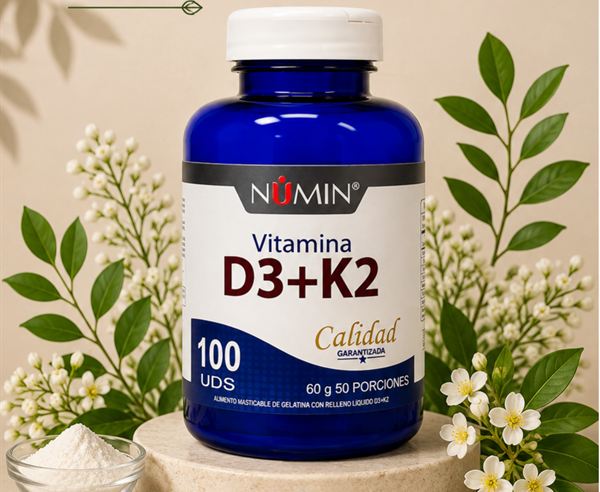 NUMIN®
Vitamina
D3+K2
Calidad
GARANTIZADA
100
UDS
60 g 50 PORCIONES
ALIMENTO MASTICABLE DE GELATINA CON RELLENO LÍQUIDO D3+K2